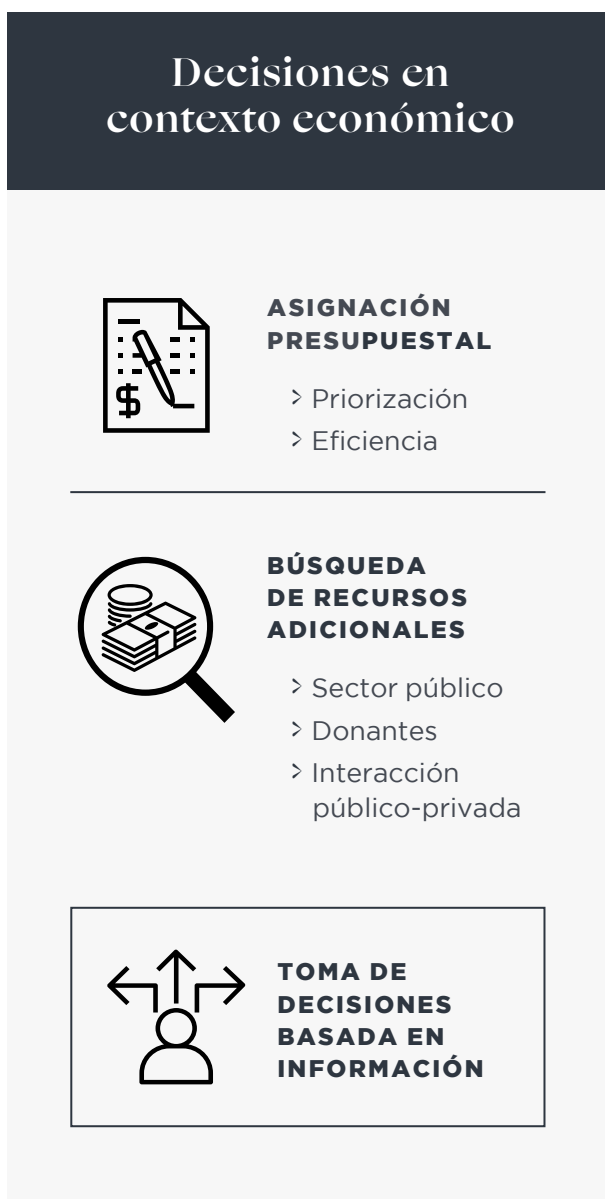 Decisiones en
contexto económico
ASIGNACIÓN
PRESUPUESTAL
> Priorización
> Eficiencia
$
BÚSQUEDA
DE RECURSOS
ADICIONALES
> Sector público
> Donantes
> Interacción
público-privada
TOMA DE
DECISIONES
BASADA EN
INFORMACIÓN